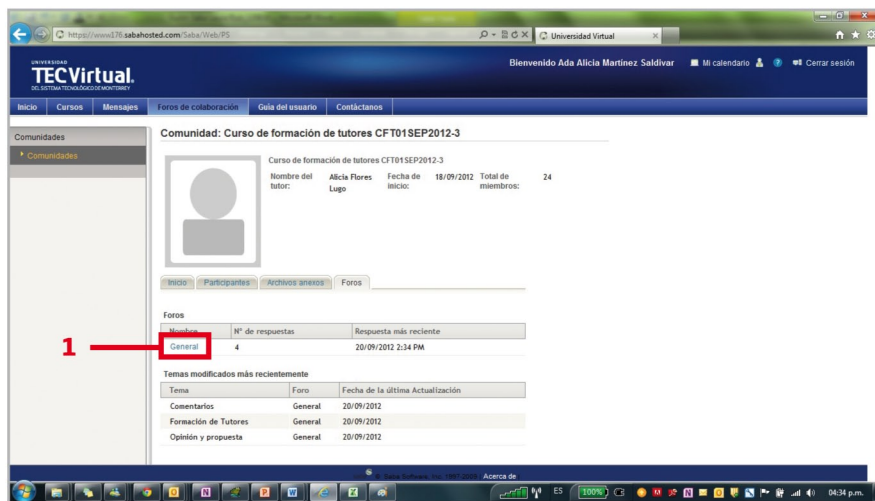 https://www176.sabahosted.com/Saba/Web/PS
Universidad Virtual
UNIVERSIDAD
TECVirtual.
DEL SISTEMA TECNOLÓGICO DE MONTERREY
Bienvenido Ada Alicia Martínez Saldivar Mi calendario Cerrar sesión
Inicio Cursos Mensajes Foros de colaboración Guía del usuario Contáctanos
Comunidades
Comunidades
Comunidad: Curso de formación de tutores CFT01SEP2012-3
Curso de formación de tutores CFT01SEP2012-3
Nombre del tutor: Alicia Flores Lugo Fecha de inicio: 18/09/2012 Total de miembros: 24
Inicio Participantes Archivos anexos Foros
Foros
Nombre Nº de respuestas Respuesta más reciente
General 4 20/09/2012 2:34 PM
1
Temas modificados más recientemente
Tema Foro Fecha de la última Actualización
Comentarios General 20/09/2012
Formación de Tutores General 20/09/2012
Opinión y propuesta General 20/09/2012
Acerca de
ES 100% 04:34 p.m.